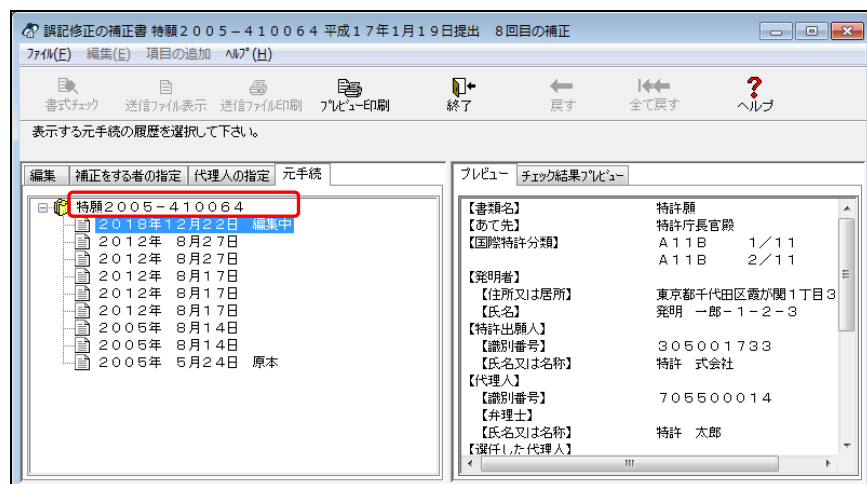 誤記修正の補正書 特願２００５－４１００６４ 平成１７年１月１９日提出 ８回目の補正
ﾌｧｲﾙ(F) 編集(E) 項目の追加 ﾍﾙﾌﾟ(H)
書式チェック 送信ﾌｧｲﾙ表示 送信ﾌｧｲﾙ印刷 ﾌﾟﾚﾋﾞｭｰ印刷 終了 戻す 全て戻す ヘルプ
表示する元手続の履歴を選択して下さい。
編集 補正をする者の指定 代理人の指定 元手続
特願２００５－４１００６４
２０１８年１２月２２日 編集中
２０１２年 ８月２７日
２０１２年 ８月２７日
２０１２年 ８月１７日
２０１２年 ８月１７日
２０１２年 ８月１７日
２００５年 ８月１４日
２００５年 ８月１４日
２００５年 ５月２４日 原本
プレビュー チェック結果ﾌﾟﾚﾋﾞｭｰ
【書類名】 特許願
【あて先】 特許庁長官殿
【国際特許分類】 Ａ１１Ｂ １／１１
Ａ１１Ｂ ２／１１
【発明者】
【住所又は居所】 東京都千代田区霞が関１丁目３
【氏名】 発明 一郎－１－２－３
【特許出願人】
【識別番号】 ３０５００１７３３
【氏名又は名称】 特許 式会社
【代理人】
【識別番号】 ７０５５０００１４
【弁理士】
【氏名又は名称】 特許 太郎
【選任した代理人】